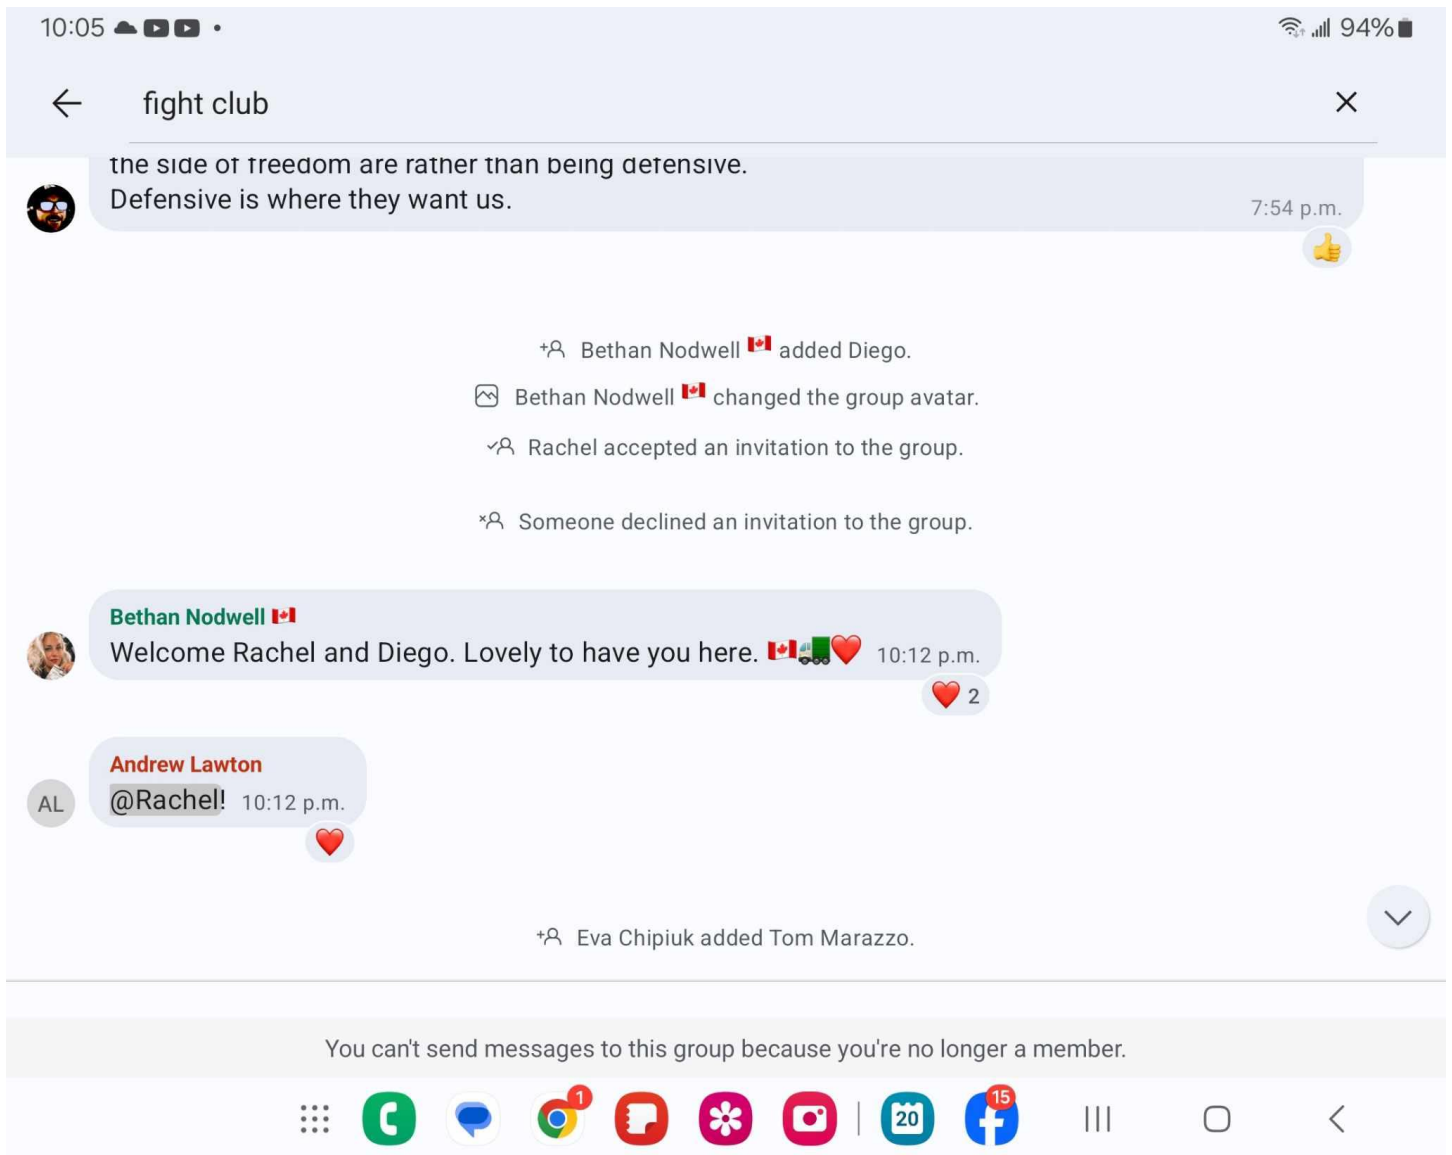 10:05
94%
fight club
the side of freedom are rather than being defensive.
Defensive is where they want us.
7:54 p.m.
Bethan Nodwell 🇨🇦 added Diego.
Bethan Nodwell 🇨🇦 changed the group avatar.
Rachel accepted an invitation to the group.
Someone declined an invitation to the group.
Bethan Nodwell 🇨🇦
Welcome Rachel and Diego. Lovely to have you here. 🇨🇦🚛❤️ 10:12 p.m.
❤️ 2
Andrew Lawton
AL
@Rachel! 10:12 p.m.
Eva Chipiuk added Tom Marazzo.
You can't send messages to this group because you're no longer a member.
1
20
15